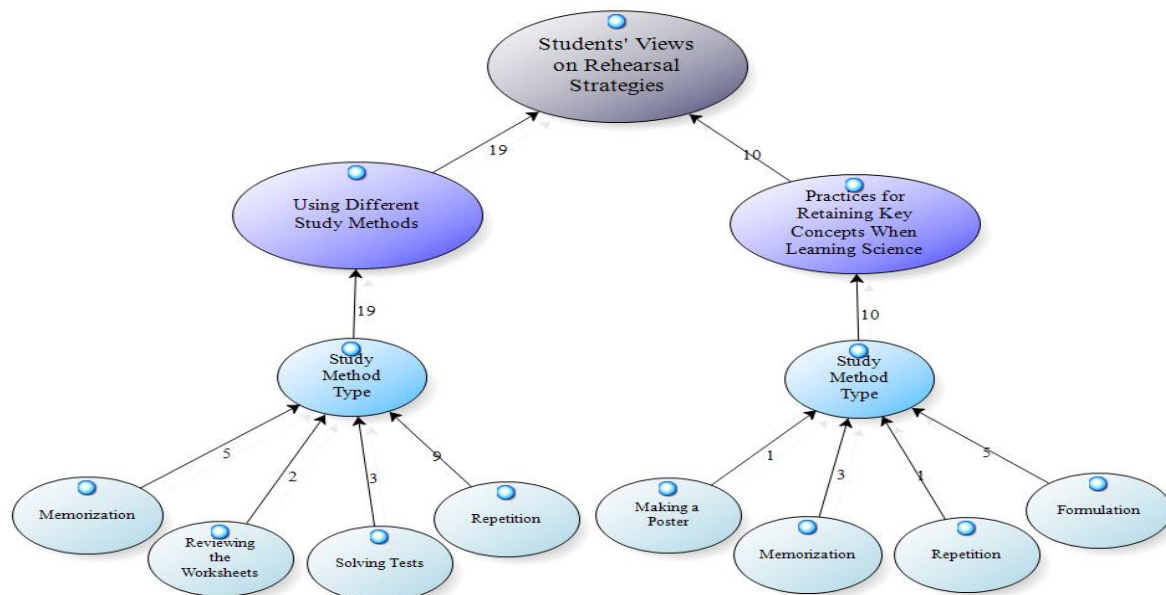 Students' Views
on Rehearsal
Strategies
19
10
Using Different
Study Methods
Practices for
Retaining Key
Concepts When
Learning Science
19
10
Study
Method
Type
Study
Method
Type
5
2
3
9
1
3
1
5
Memorization
Reviewing
the
Worksheets
Solving Tests
Repetition
Making a
Poster
Memorization
Repetition
Formulation